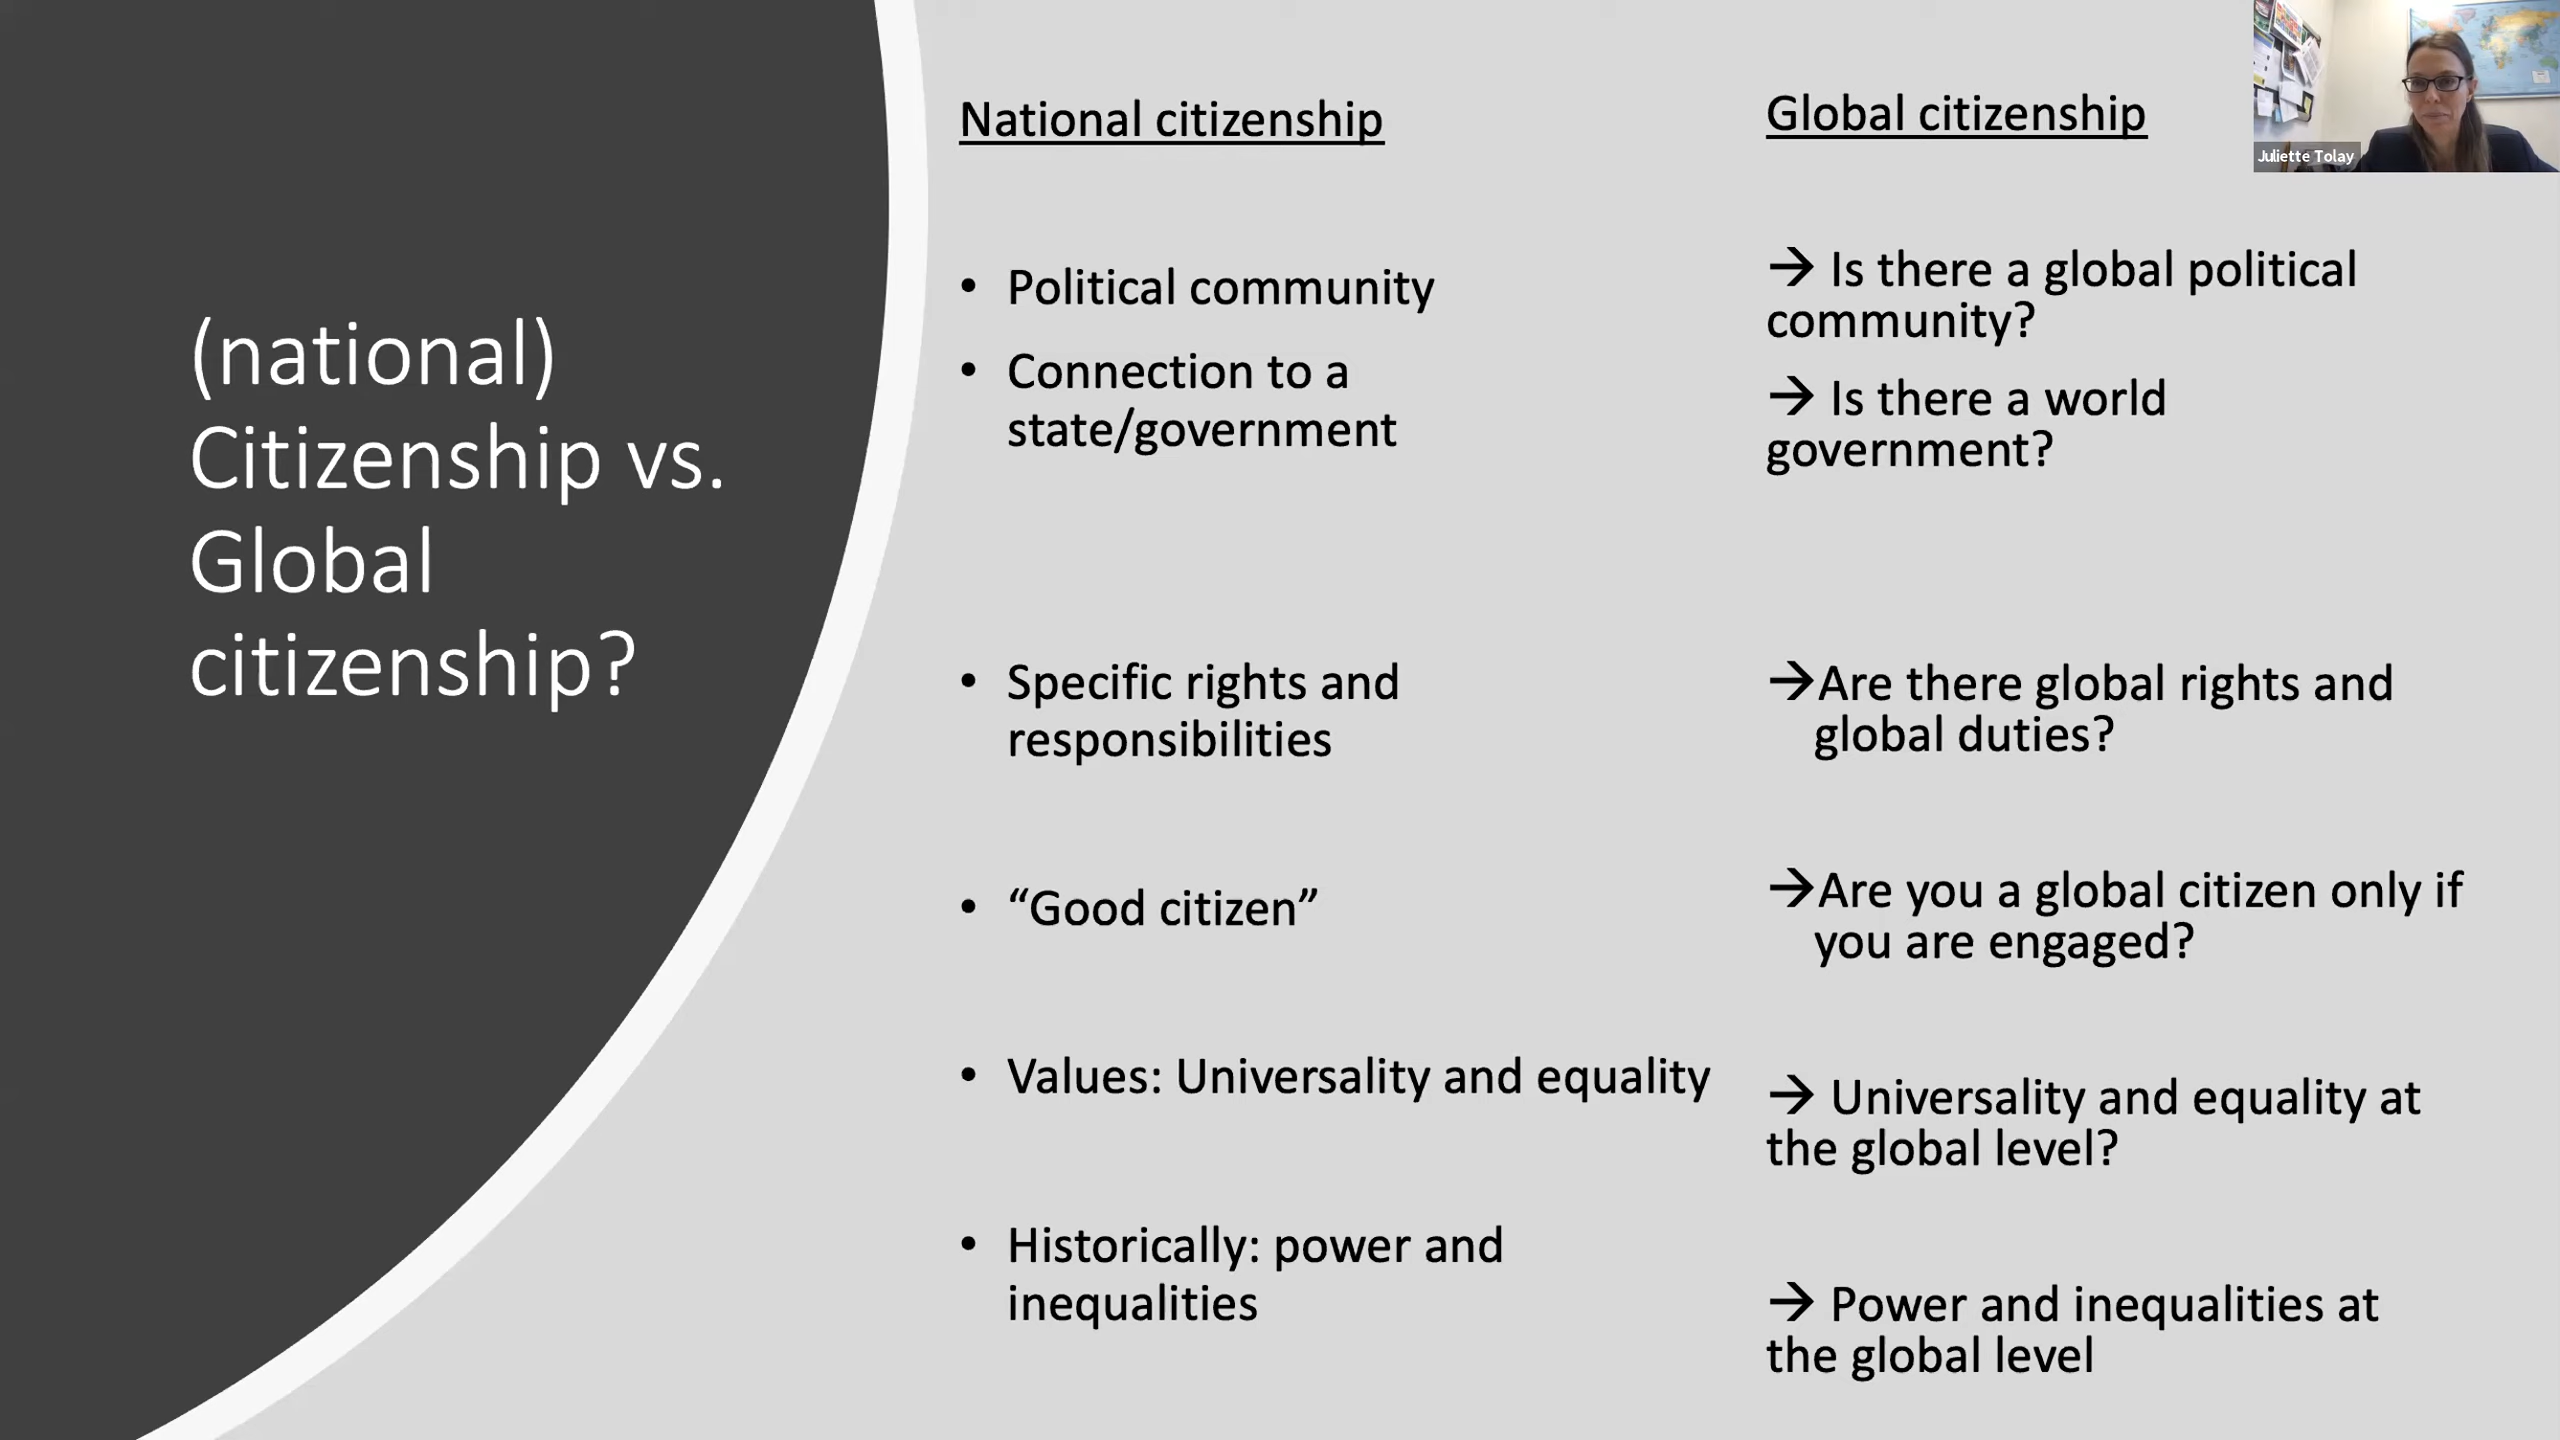 (national)
Citizenship vs.
Global
citizenship?
National citizenship
• Political community
• Connection to a
state/government
• Specific rights and
responsibilities
• “Good citizen”
• Values: Universality and equality
• Historically: power and
inequalities
Global citizenship
→ Is there a global political
community?
→ Is there a world
government?
→Are there global rights and
global duties?
→Are you a global citizen only if
you are engaged?
→ Universality and equality at
the global level?
→ Power and inequalities at
the global level
Juliette Tolay